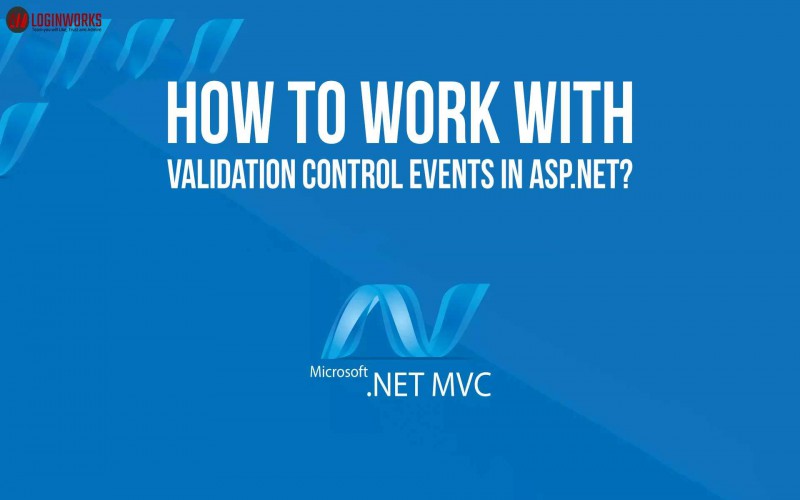 LOGINWORKS
HOW TO WORK WITH
VALIDATION CONTROL EVENTS IN ASP.NET?
Microsoft
.NET MVC